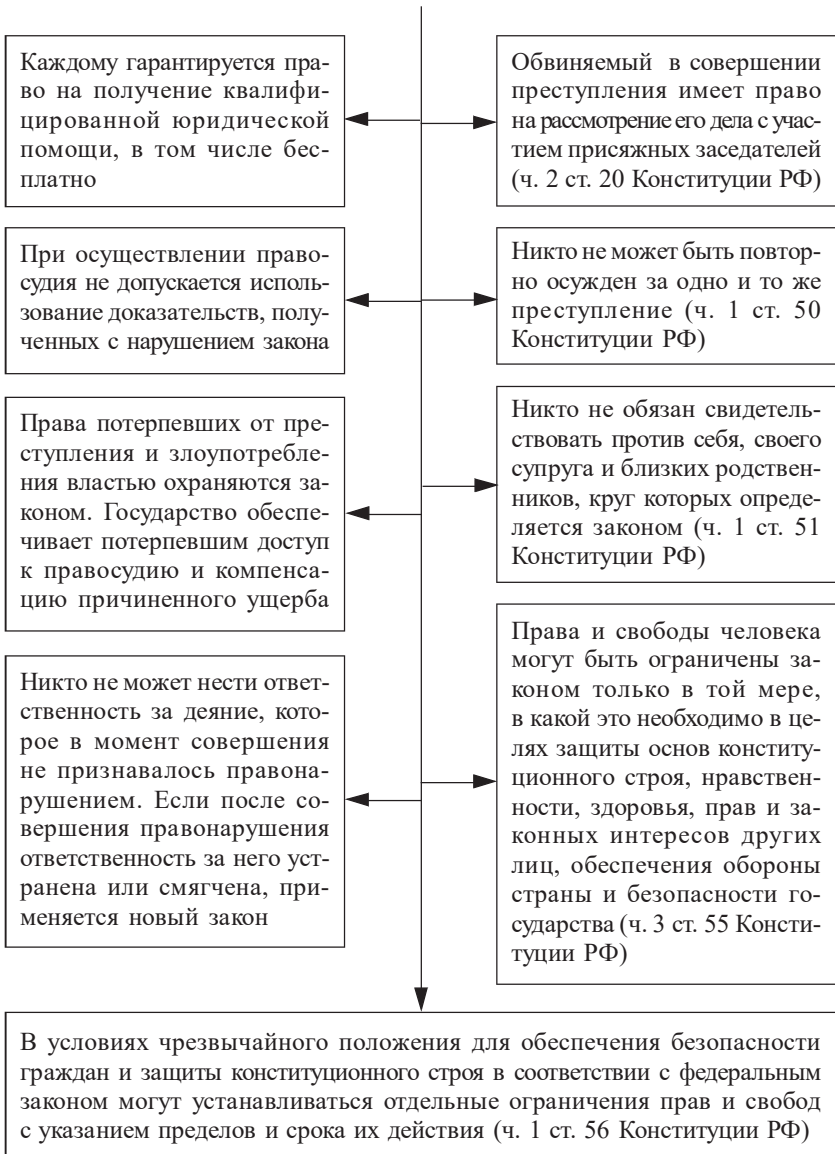 Каждому гарантируется пра-
во на получение квалифи-
цированной юридической
помощи, в том числе бес-
платно
Обвиняемый в совершении
преступления имеет право
на рассмотрение его дела с учас-
тием присяжных заседателей
(ч. 2 ст. 20 Конституции РФ)
При осуществлении право-
судия не допускается исполь-
зование доказательств, полу-
ченных с нарушением закона
Никто не может быть повтор-
но осужден за одно и то же
преступление (ч. 1 ст. 50
Конституции РФ)
Права потерпевших от пре-
ступления и злоупотребле-
ния властью охраняются за-
коном. Государство обеспе-
чивает потерпевшим доступ
к правосудию и компенса-
цию причиненного ущерба
Никто не обязан свидетель-
ствовать против себя, своего
супруга и близких родствен-
ников, круг которых опреде-
ляется законом (ч. 1 ст. 51
Конституции РФ)
Никто не может нести ответ-
ственность за деяние, кото-
рое в момент совершения
не признавалось правона-
рушением. Если после со-
вершения правонарушения
ответственность за него уст-
ранена или смягчена, при-
меняется новый закон
Права и свободы человека
могут быть ограничены за-
коном только в той мере,
в какой это необходимо в це-
лях защиты основ конститу-
ционного строя, нравствен-
ности, здоровья, прав и за-
конных интересов других
лиц, обеспечения обороны
страны и безопасности го-
сударства (ч. 3 ст. 55 Консти-
туции РФ)
В условиях чрезвычайного положения для обеспечения безопасности
граждан и защиты конституционного строя в соответствии с федеральным
законом могут устанавливаться отдельные ограничения прав и свобод
с указанием пределов и срока их действия (ч. 1 ст. 56 Конституции РФ)